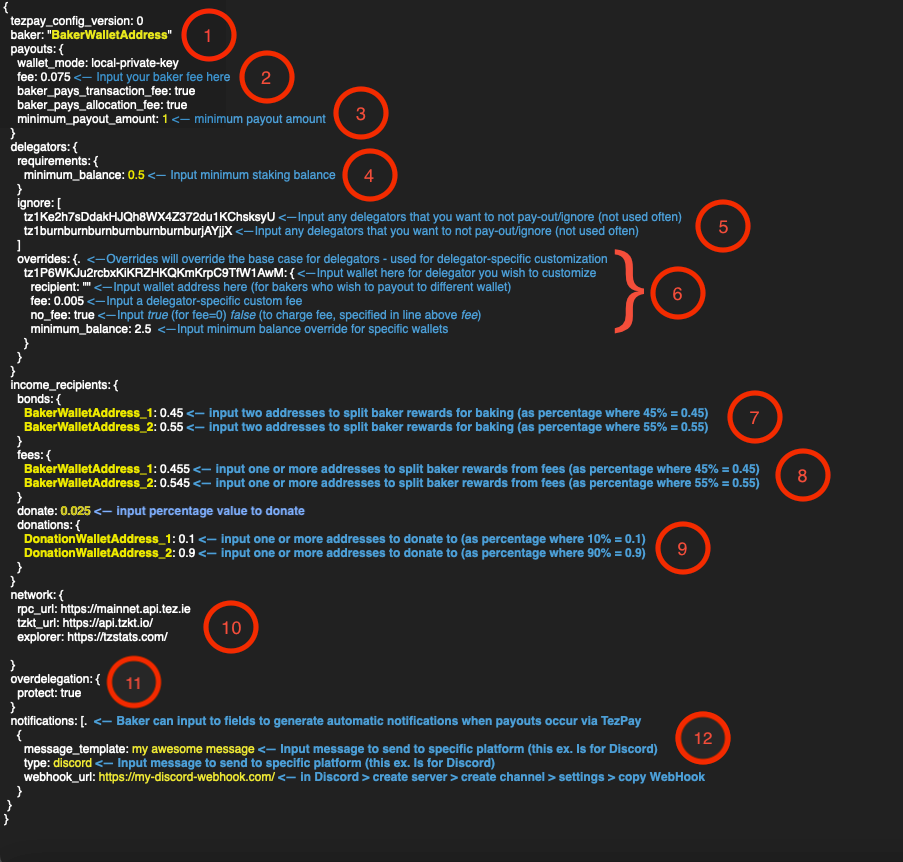 {
tezpay_config_version: 0
baker: "BakerWalletAddress" 1
payouts: {
wallet_mode: local-private-key
fee: 0.075 <— Input your baker fee here 2
baker_pays_transaction_fee: true
baker_pays_allocation_fee: true
minimum_payout_amount: 1 <— minimum payout amount 3
}
delegators: {
requirements: {
minimum_balance: 0.5 <— Input minimum staking balance 4
}
ignore: [
tz1Ke2h7sDdakHJQh8WX4Z372du1KChsksyU <—Input any delegators that you want to not pay-out/ignore (not used often) 5
tz1burnburnburnburnburnburnburjAYjjX <—Input any delegators that you want to not pay-out/ignore (not used often)
]
overrides: {. <—Overrides will override the base case for delegators - used for delegator-specific customization
tz1P6WKJu2rcbxKiKRZHKQKmKrpC9TfW1AwM: { <—Input wallet here for delegator you wish to customize
recipient: "" <—Input wallet address here (for bakers who wish to payout to different wallet) } 6
fee: 0.005 <—Input a delegator-specific custom fee
no_fee: true <—Input true (for fee=0) false (to charge fee, specified in line above fee)
minimum_balance: 2.5 <—Input minimum balance override for specific wallets
}
}
}
income_recipients: {
bonds: {
BakerWalletAddress_1: 0.45 <— input two addresses to split baker rewards for baking (as percentage where 45% = 0.45) 7
BakerWalletAddress_2: 0.55 <— input two addresses to split baker rewards for baking (as percentage where 55% = 0.55)
}
fees: {
BakerWalletAddress_1: 0.455 <— input one or more addresses to split baker rewards from fees (as percentage where 45% = 0.45) 8
BakerWalletAddress_2: 0.545 <— input one or more addresses to split baker rewards from fees (as percentage where 55% = 0.55)
}
donate: 0.025 <— input percentage value to donate
donations: {
DonationWalletAddress_1: 0.1 <— input one or more addresses to donate to (as percentage where 10% = 0.1) 9
DonationWalletAddress_2: 0.9 <— input one or more addresses to donate to (as percentage where 90% = 0.9)
}
}
network: {
rpc_url: https://mainnet.api.tez.ie
tzkt_url: https://api.tzkt.io/ 10
explorer: https://tzstats.com/
}
overdelegation: { 11
protect: true
}
notifications: [. <— Baker can input to fields to generate automatic notifications when payouts occur via TezPay
{ 12
message_template: my awesome message <— Input message to send to specific platform (this ex. Is for Discord)
type: discord <— Input message to send to specific platform (this ex. Is for Discord)
webhook_url: https://my-discord-webhook.com/ <— in Discord > create server > create channel > settings > copy WebHook
}
}
}